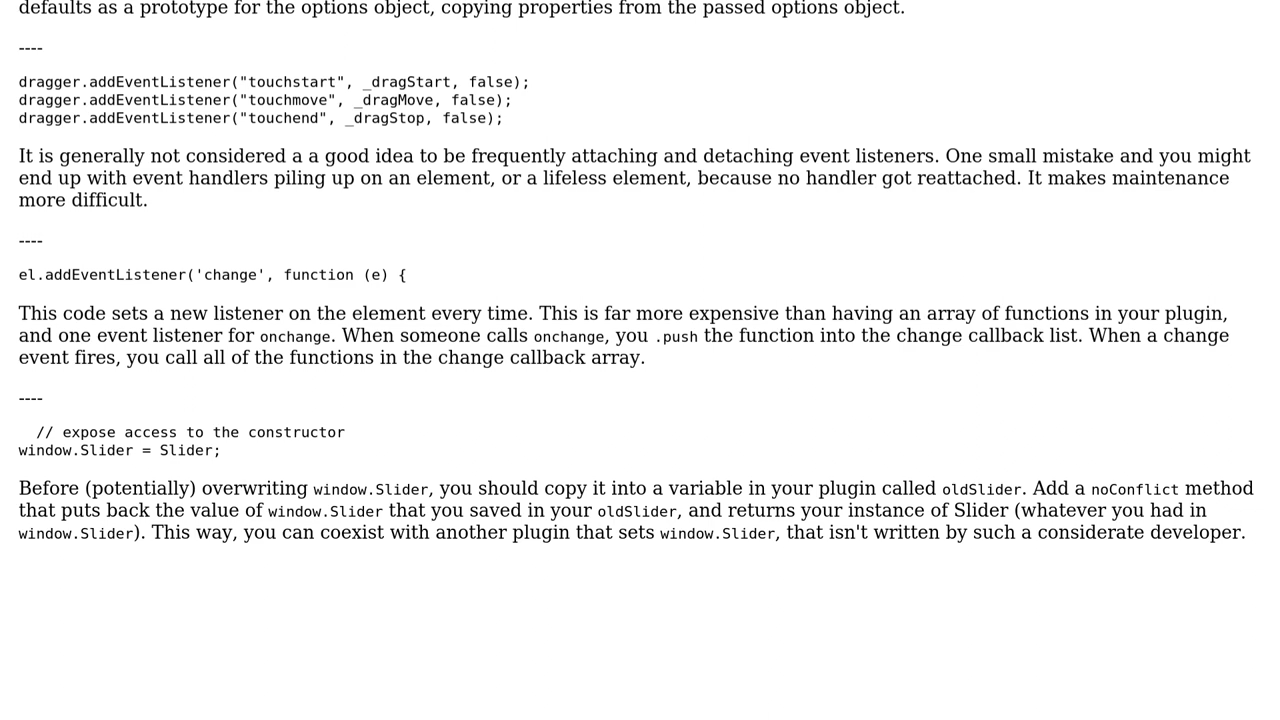 defaults as a prototype for the options object, copying properties from the passed options object.
----
dragger.addEventListener("touchstart", _dragStart, false);
dragger.addEventListener("touchmove", _dragMove, false);
dragger.addEventListener("touchend", _dragStop, false);
It is generally not considered a a good idea to be frequently attaching and detaching event listeners. One small mistake and you might
end up with event handlers piling up on an element, or a lifeless element, because no handler got reattached. It makes maintenance
more difficult.
----
el.addEventListener('change', function (e) {
This code sets a new listener on the element every time. This is far more expensive than having an array of functions in your plugin,
and one event listener for onchange. When someone calls onchange, you .push the function into the change callback list. When a change
event fires, you call all of the functions in the change callback array.
----
  // expose access to the constructor
window.Slider = Slider;
Before (potentially) overwriting window.Slider, you should copy it into a variable in your plugin called oldSlider. Add a noConflict method
that puts back the value of window.Slider that you saved in your oldSlider, and returns your instance of Slider (whatever you had in
window.Slider). This way, you can coexist with another plugin that sets window.Slider, that isn't written by such a considerate developer.